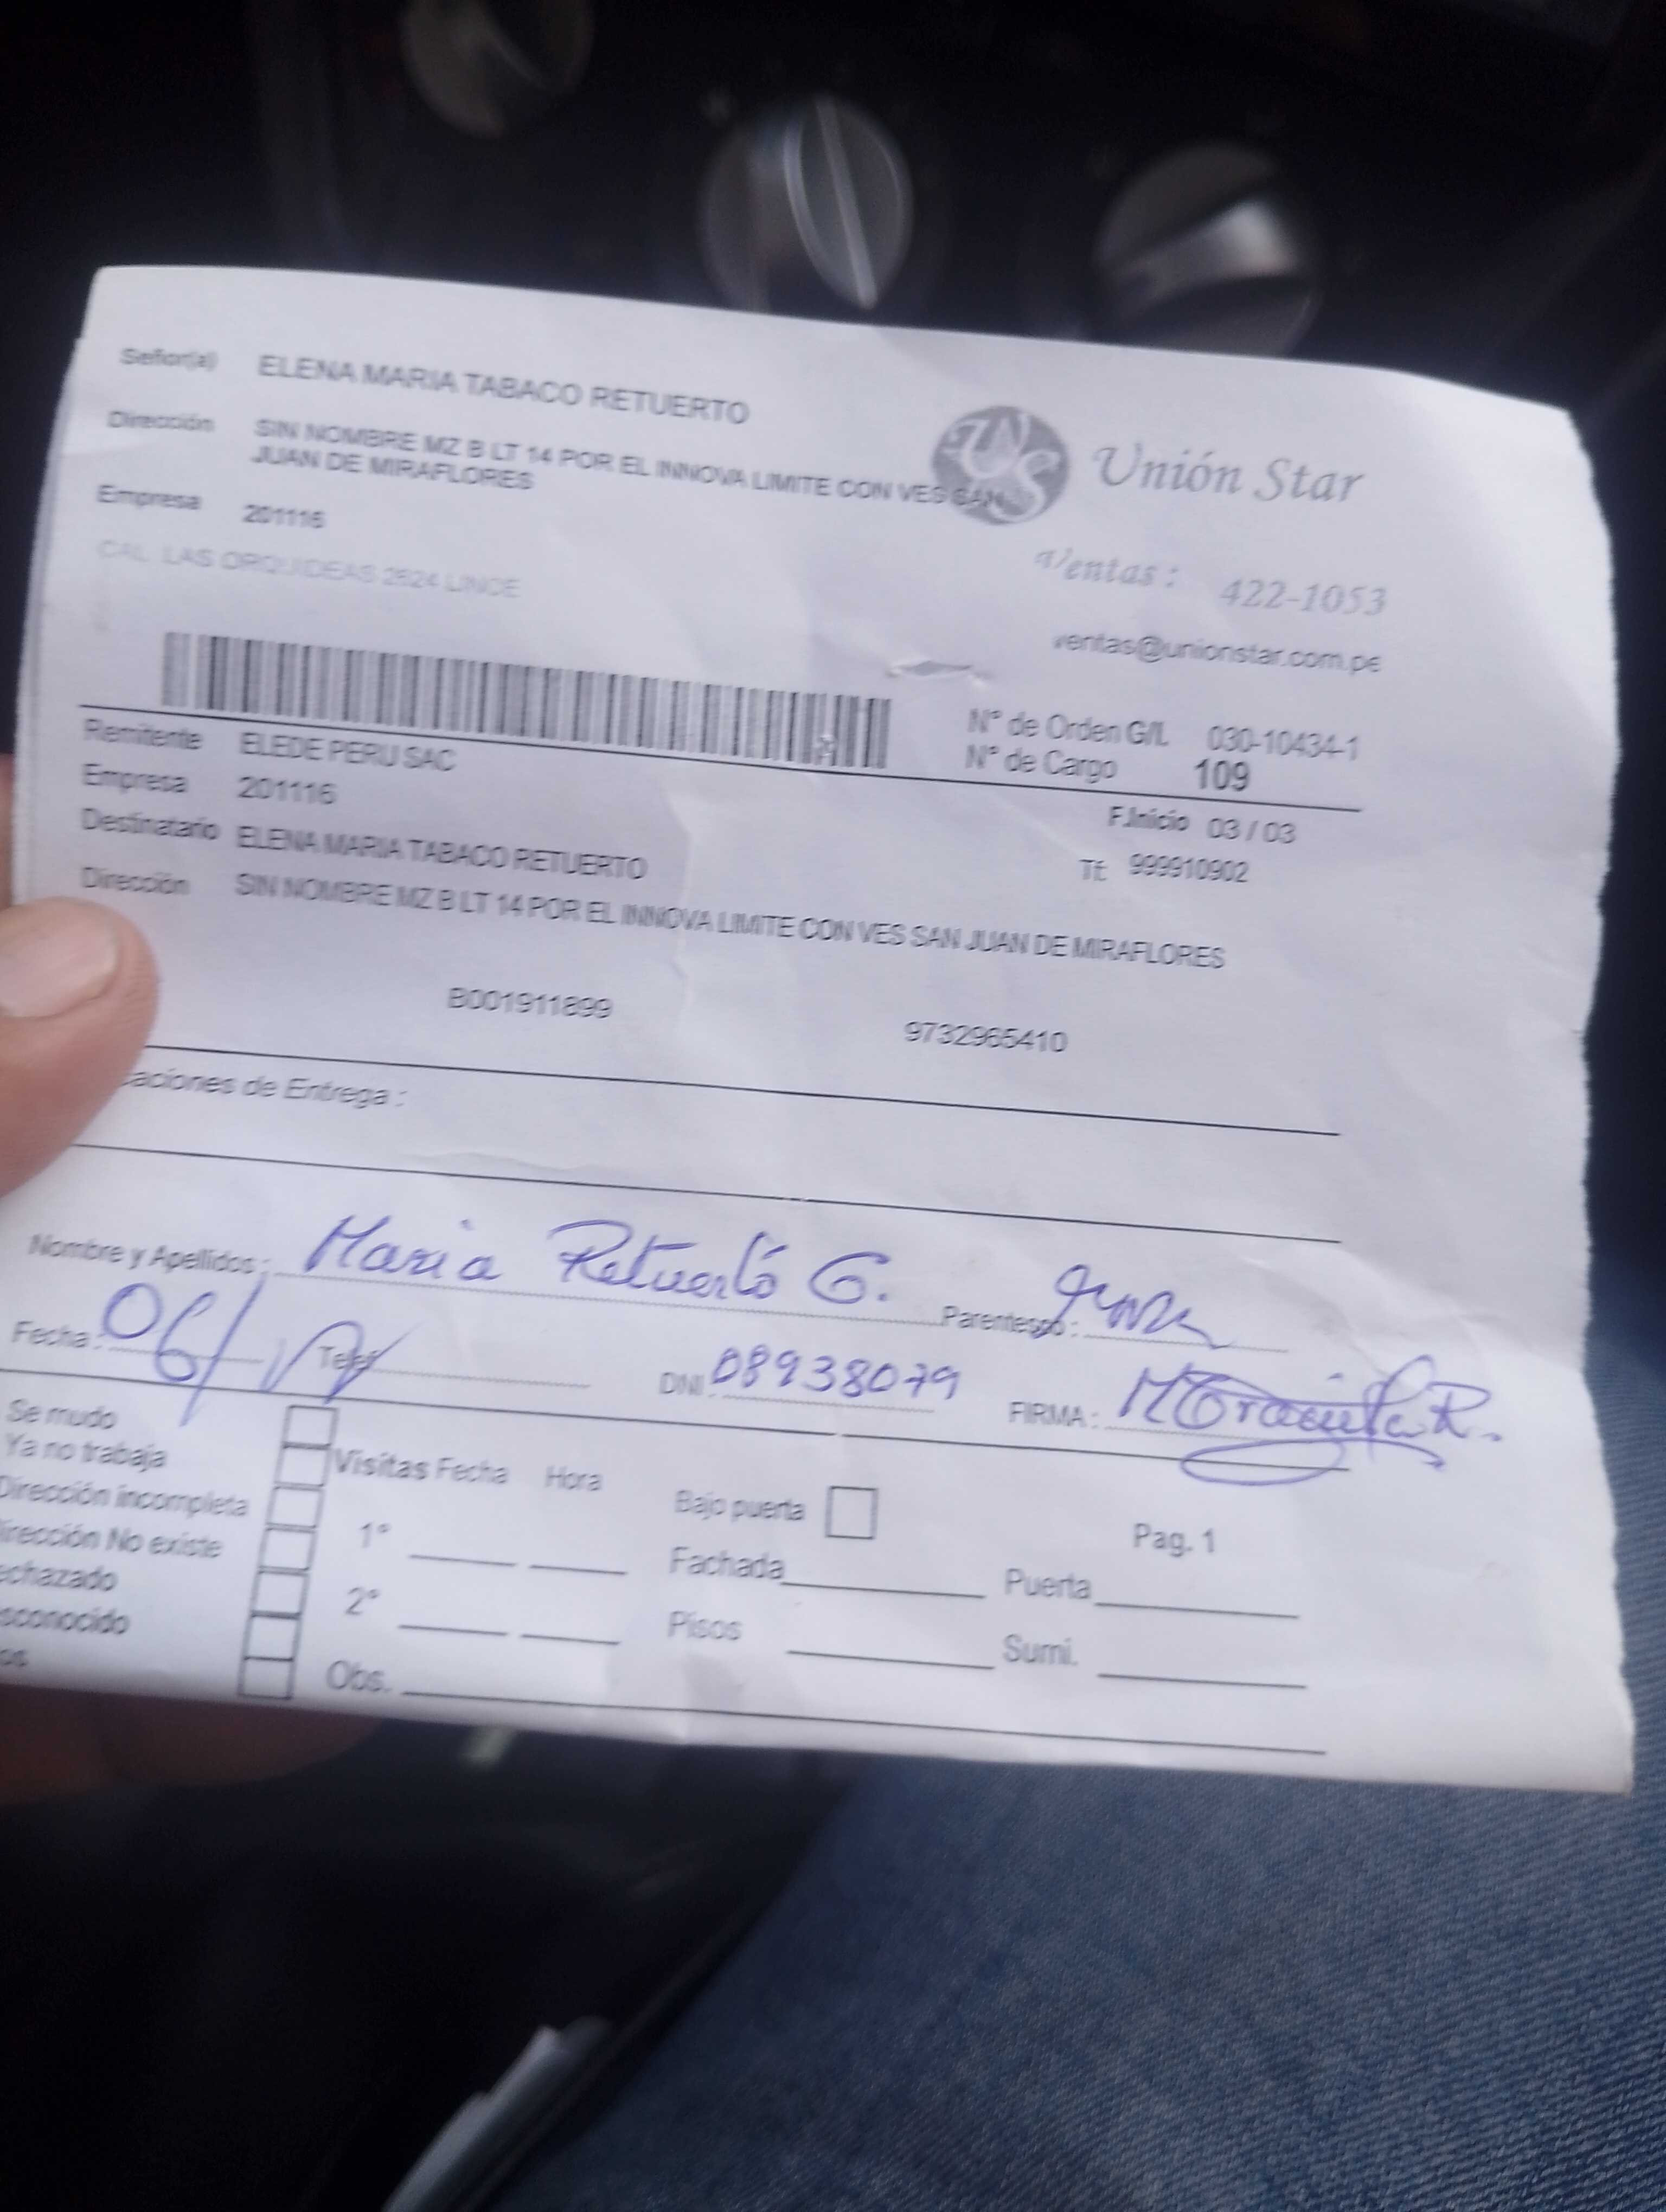 Señor(a) ELENA MARIA TABACO RETUERTO
Dirección SIN NOMBRE MZ B LT 14 POR EL INNOVA LIMITE CON VES SAN
JUAN DE MIRAFLORES
Empresa 201116
CAL LAS ORQUIDEAS 2624 LINCE
Unión Star
Ventas: 422-1053
ventas@unionstar.com.pe
N° de Orden G/L 030-10434-1
N° de Cargo 109
Remitente ELEDE PERU SAC
Empresa 201116
F.Inicio 03 / 03
Destinatario ELENA MARIA TABACO RETUERTO
Tf: 999910902
Dirección SIN NOMBRE MZ B LT 14 POR EL INNOVA LIMITE CON VES SAN JUAN DE MIRAFLORES
B001911899 9732965410
aciones de Entrega :
Nombre y Apellidos : Maria Retuerto G. Parentesco :
Fecha : 06/ Telef DNI 08938079 FIRMA :
Se mudo
Ya no trabaja
Dirección incompleta
irección No existe
echazado
sconocido
os
Visitas Fecha Hora
1°
2°
Obs.
Bajo puerta
Pag. 1
Fachada Puerta
Pisos Sumi.